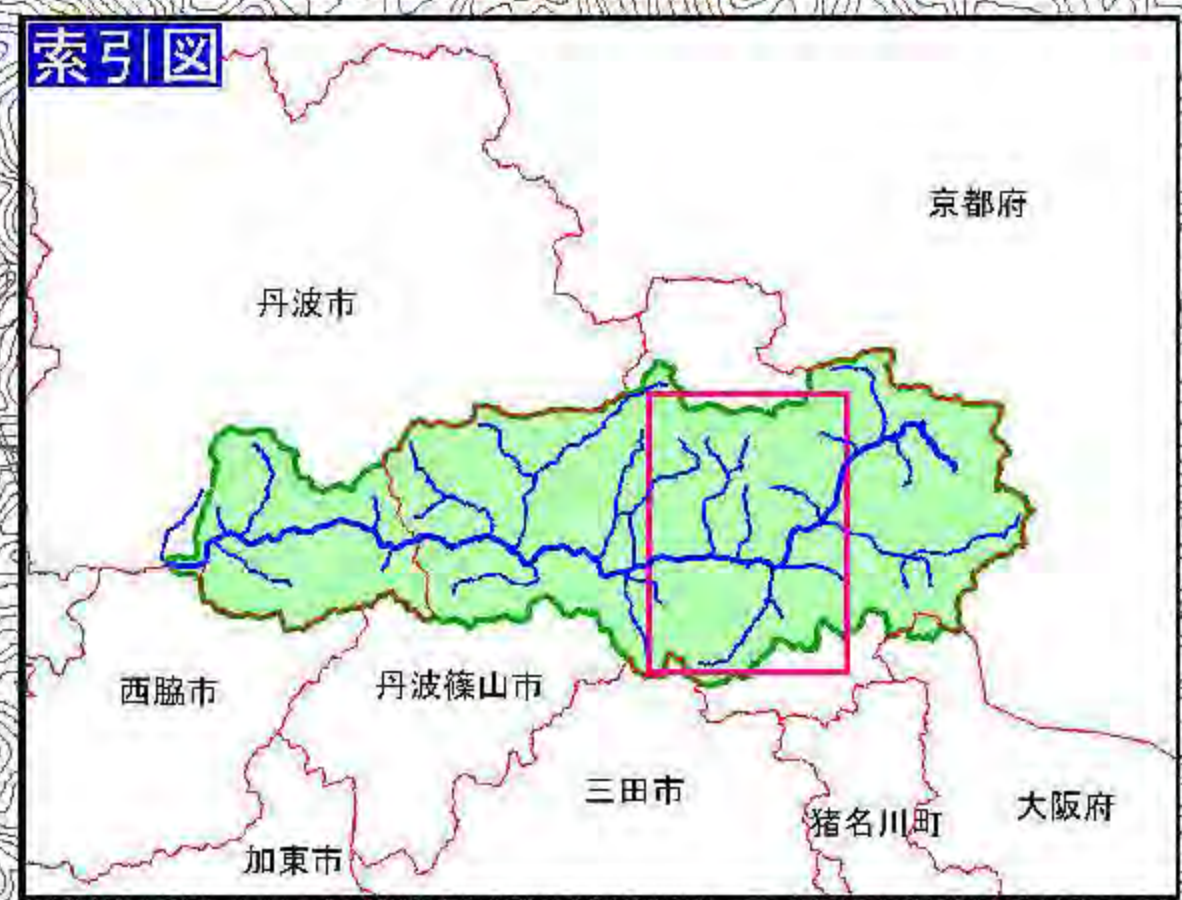 索引図
京都府
丹波市
西脇市
丹波篠山市
三田市
猪名川町
大阪府
加東市